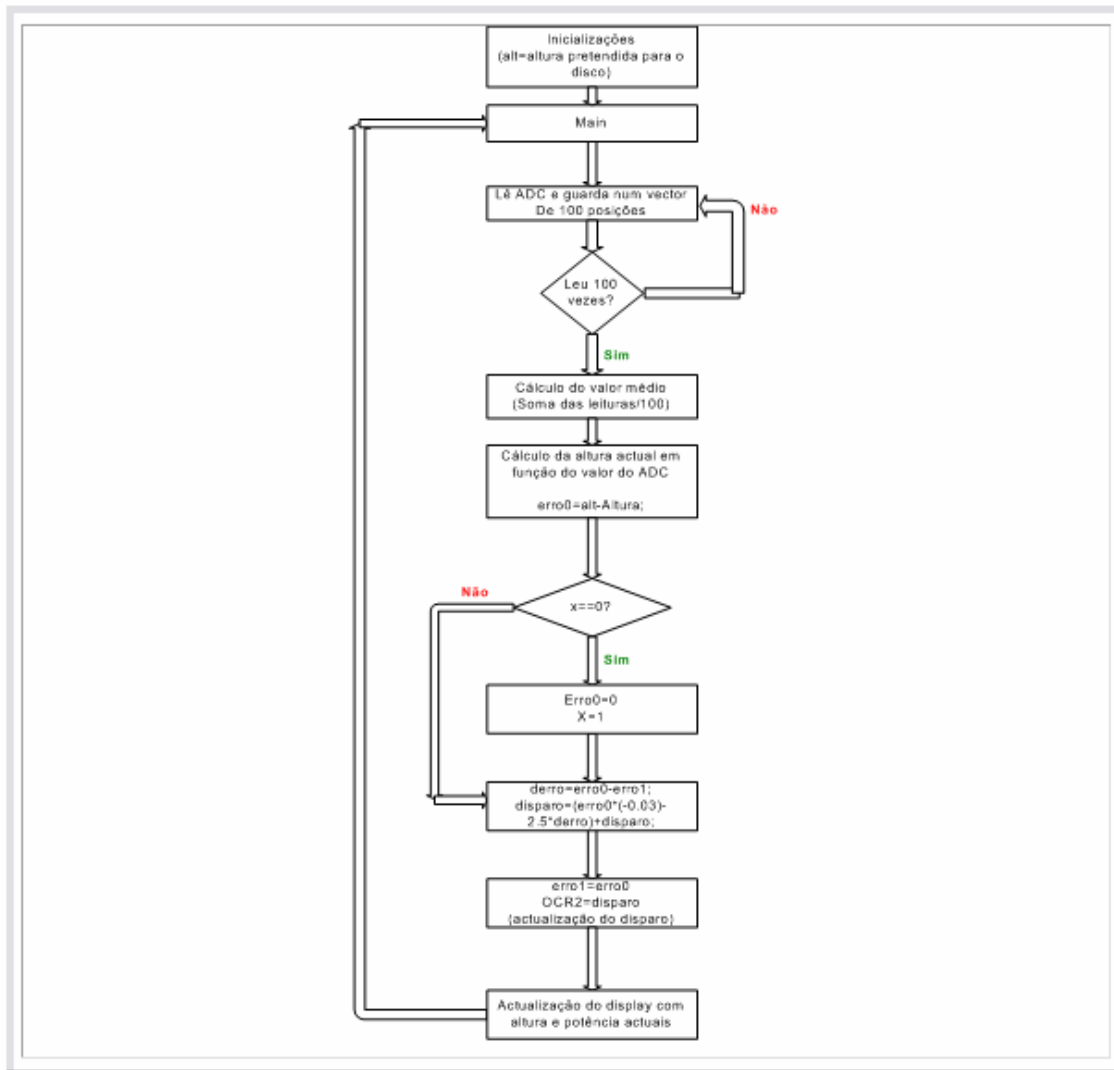 Inicializações
(alt=altura pretendida para o
disco)
Main
Lê ADC e guarda num vector
De 100 posições
Não
Leu 100
vezes?
Sim
Cálculo do valor médio
(Soma das leituras/100)
Cálculo da altura actual em
função do valor do ADC
erro0=alt-Altura;
Não
x==0?
Sim
Erro0=0
X=1
derro=erro0-erro1;
disparo=(erro0*(-0.03)-
2.5*derro)+disparo;
erro1=erro0
OCR2=disparo
(actualização do disparo)
Actualização do display com
altura e potência actuais